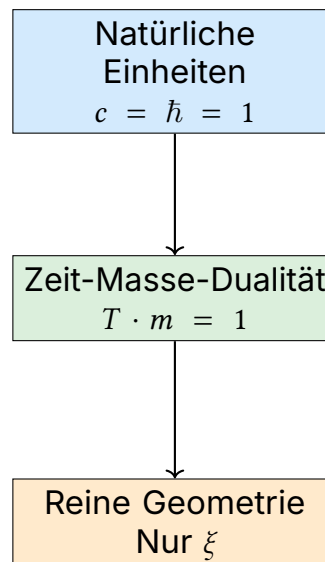 Natürliche
Einheiten
c = ℏ = 1
Zeit-Masse-Dualität
T · m = 1
Reine Geometrie
Nur ξ